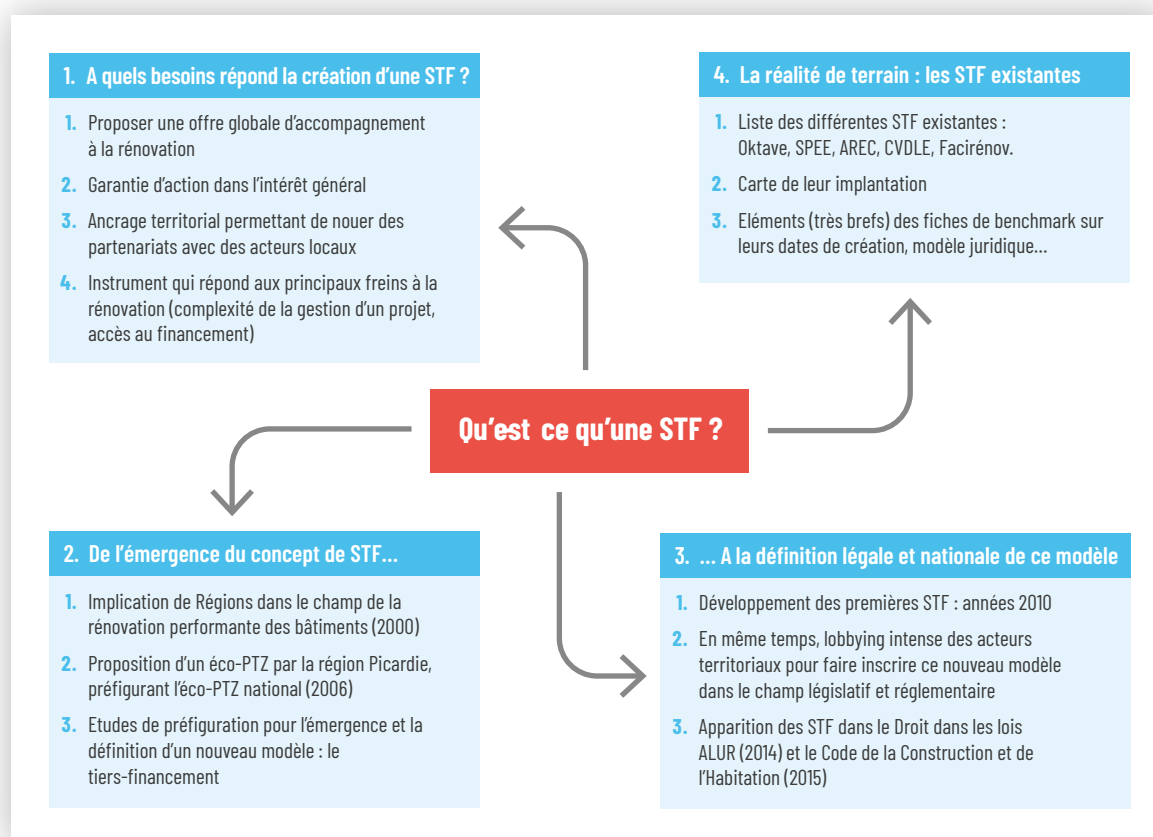 1. A quels besoins répond la création d'une STF ?
1. Proposer une offre globale d'accompagnement
à la rénovation
2. Garantie d'action dans l'intérêt général
3. Ancrage territorial permettant de nouer des
partenariats avec des acteurs locaux
4. Instrument qui répond aux principaux freins à la
rénovation (complexité de la gestion d'un projet,
accès au financement)
Qu'est ce qu'une STF ?
2. De l'émergence du concept de STF...
1. Implication de Régions dans le champ de la
rénovation performante des bâtiments (2000)
2. Proposition d'un éco-PTZ par la région Picardie,
préfigurant l'éco-PTZ national (2006)
3. Etudes de préfiguration pour l'émergence et la
définition d'un nouveau modèle : le
tiers-financement
3. ... A la définition légale et nationale de ce modèle
1. Développement des premières STF : années 2010
2. En même temps, lobbying intense des acteurs
territoriaux pour faire inscrire ce nouveau modèle
dans le champ législatif et réglementaire
3. Apparition des STF dans le Droit dans les lois
ALUR (2014) et le Code de la Construction et de
l'Habitation (2015)
4. La réalité de terrain : les STF existantes
1. Liste des différentes STF existantes :
Oktave, SPEE, AREC, CVDLE, Facirénov.
2. Carte de leur implantation
3. Eléments (très brefs) des fiches de benchmark sur
leurs dates de création, modèle juridique...